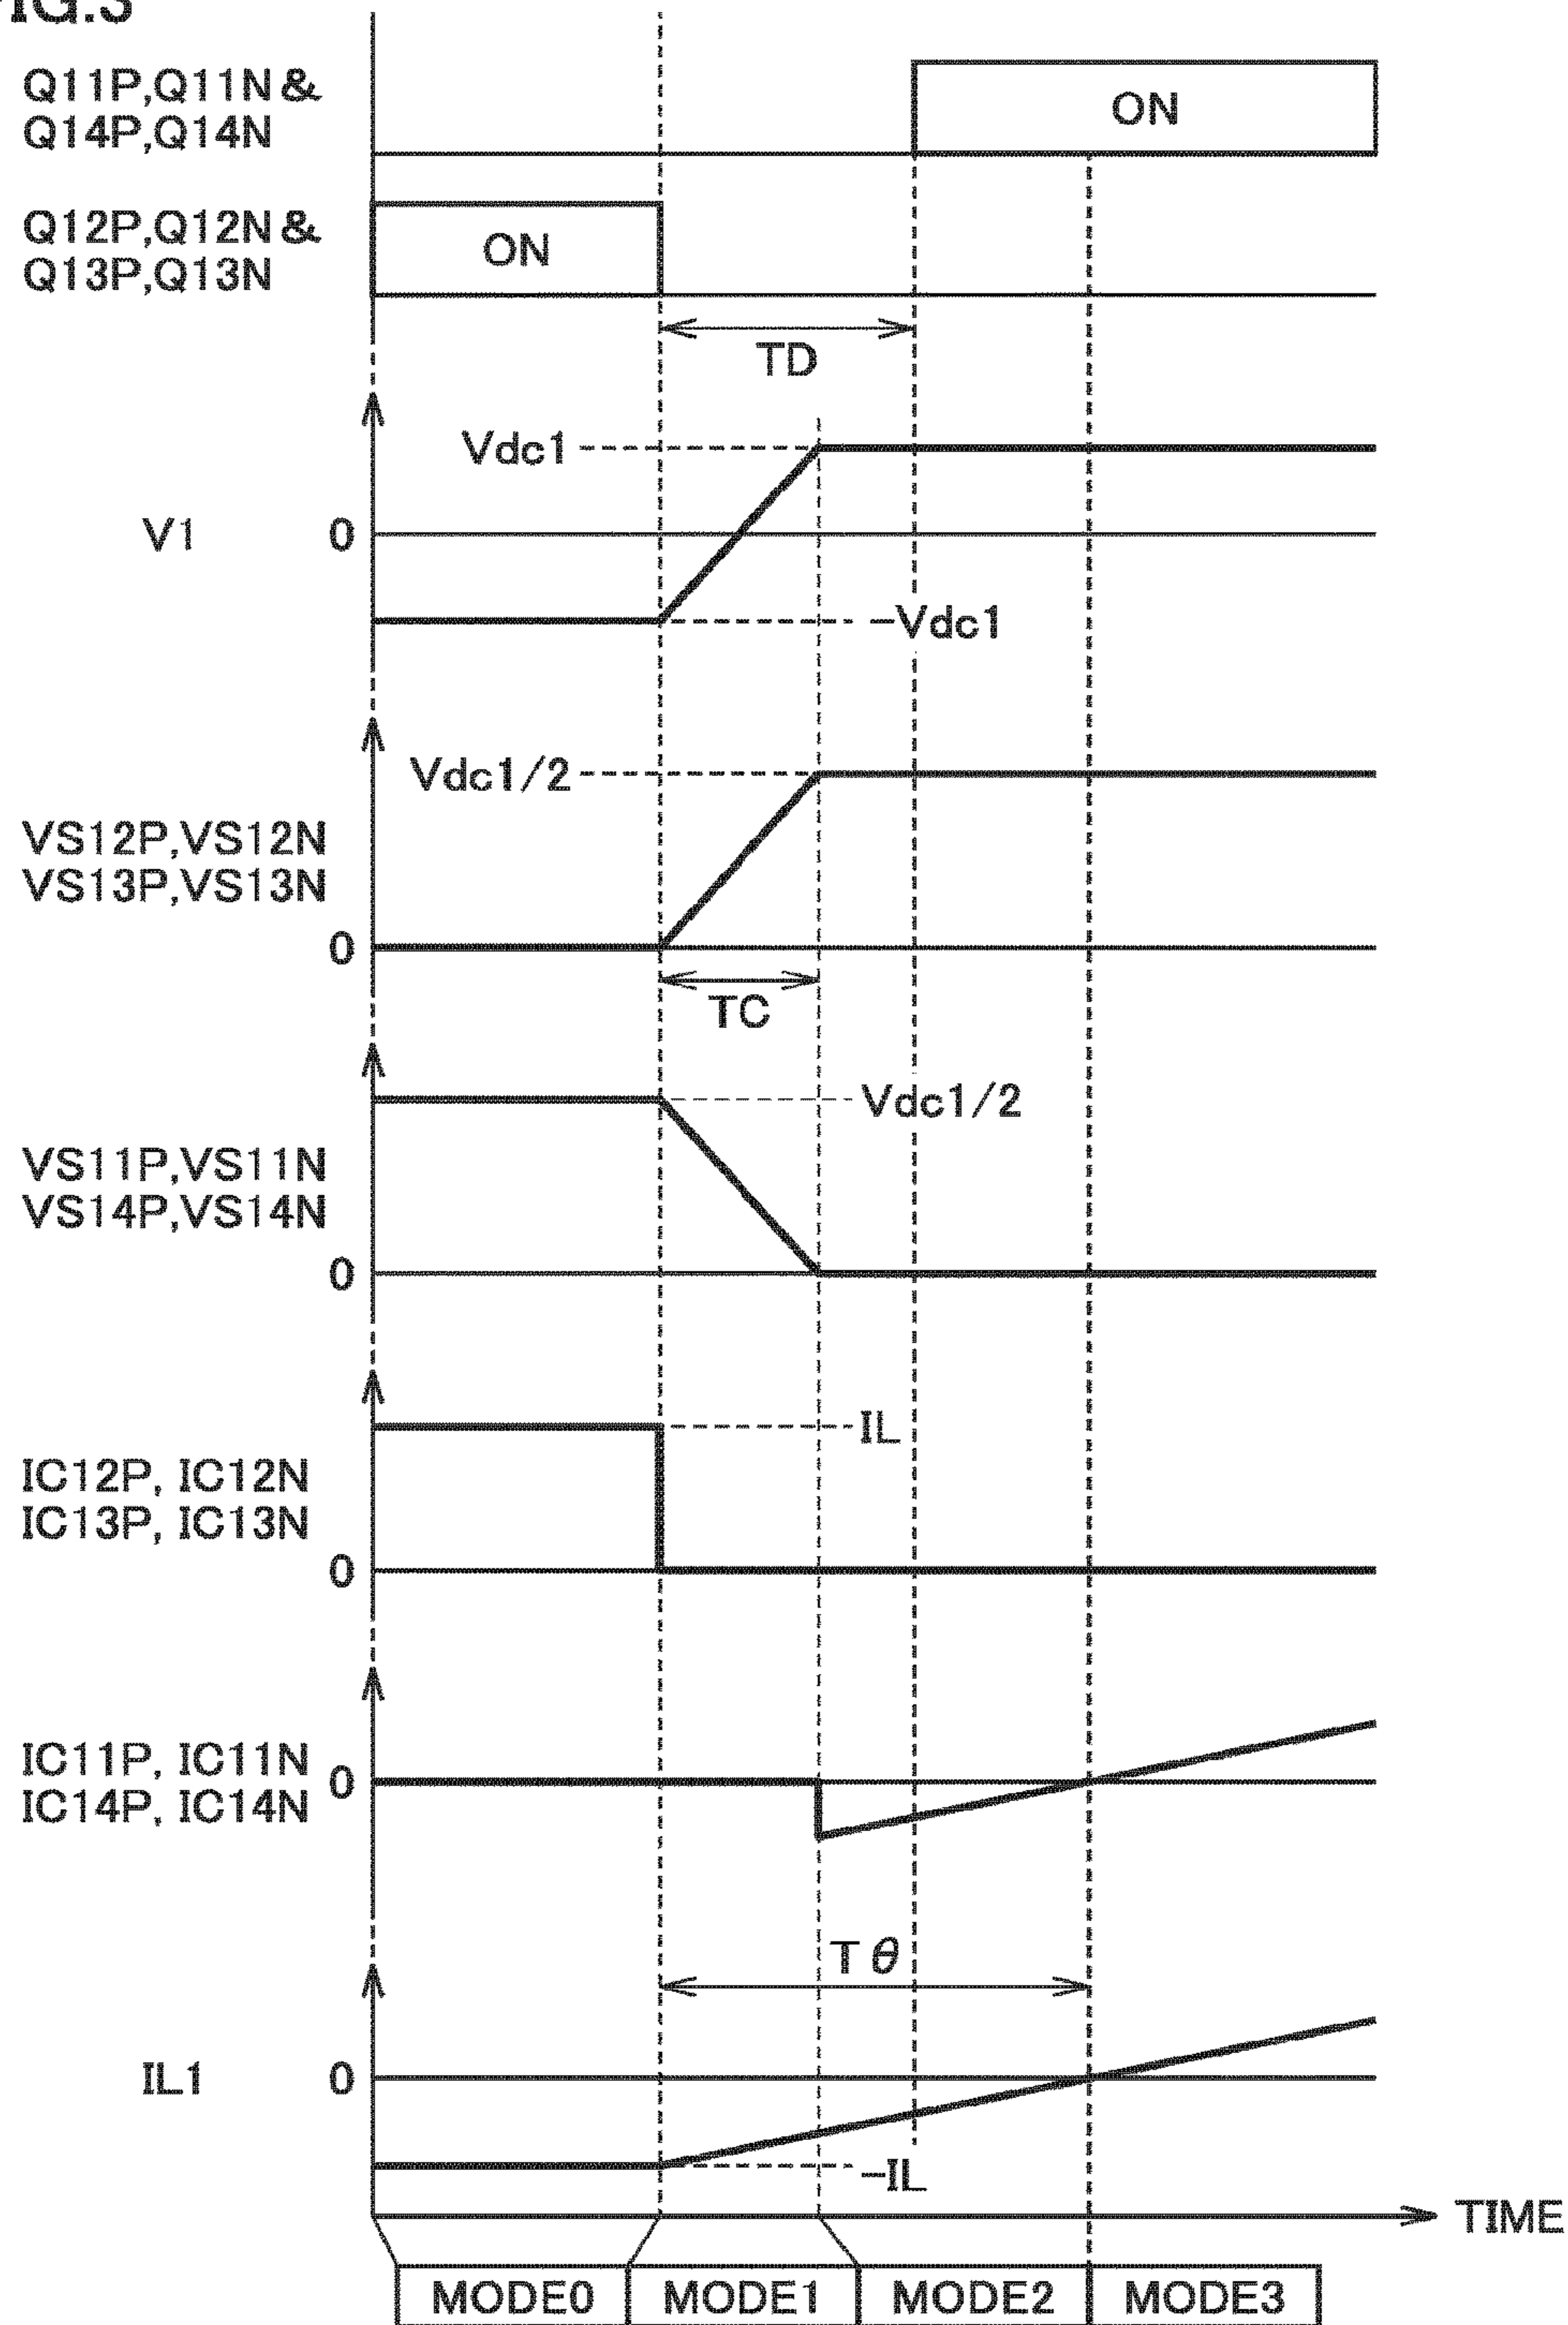 FIG.3
Q11P,Q11N&
Q14P,Q14N
ON
Q12P,Q12N&
Q13P,Q13N
ON
TD
Vdc1
V1
0
-Vdc1
Vdc1/2
VS12P,VS12N
VS13P,VS13N
0
TC
Vdc1/2
VS11P,VS11N
VS14P,VS14N
0
IL
IC12P, IC12N
IC13P, IC13N
0
IC11P, IC11N
IC14P, IC14N
0
Tθ
IL1
0
-IL
TIME
MODE0
MODE1
MODE2
MODE3